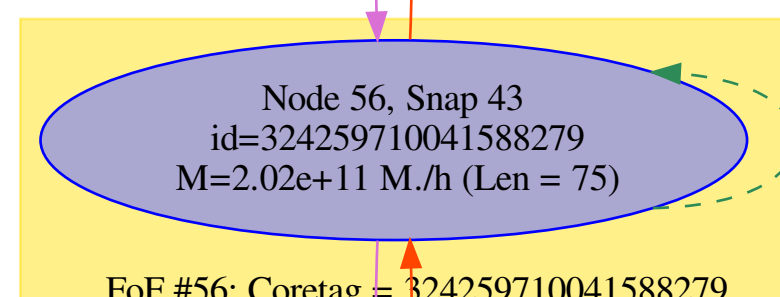 Node 56, Snap 43
id=324259710041588279
M=2.02e+11 M./h (Len = 75)
FoF #56: Coretag = 324259710041588279